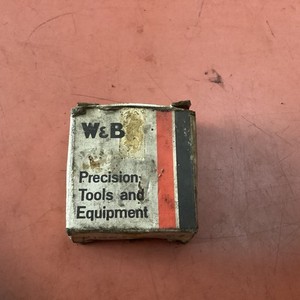 W&B
Precision
Tools and
Equipment